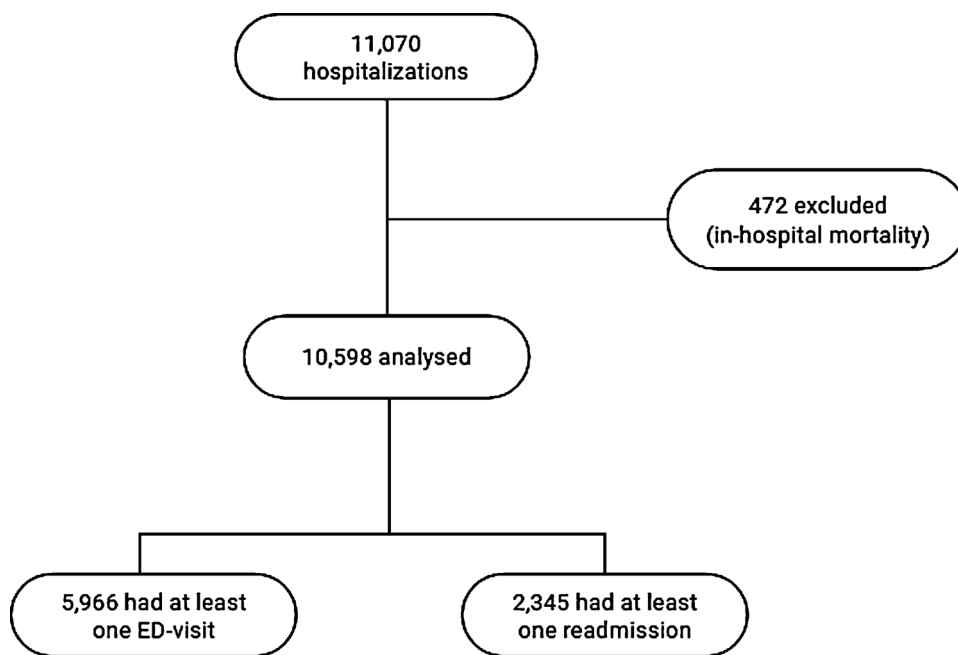 11,070
hospitalizations
472 excluded
(in-hospital mortality)
10,598 analysed
5,966 had at least
one ED-visit
2,345 had at least
one readmission